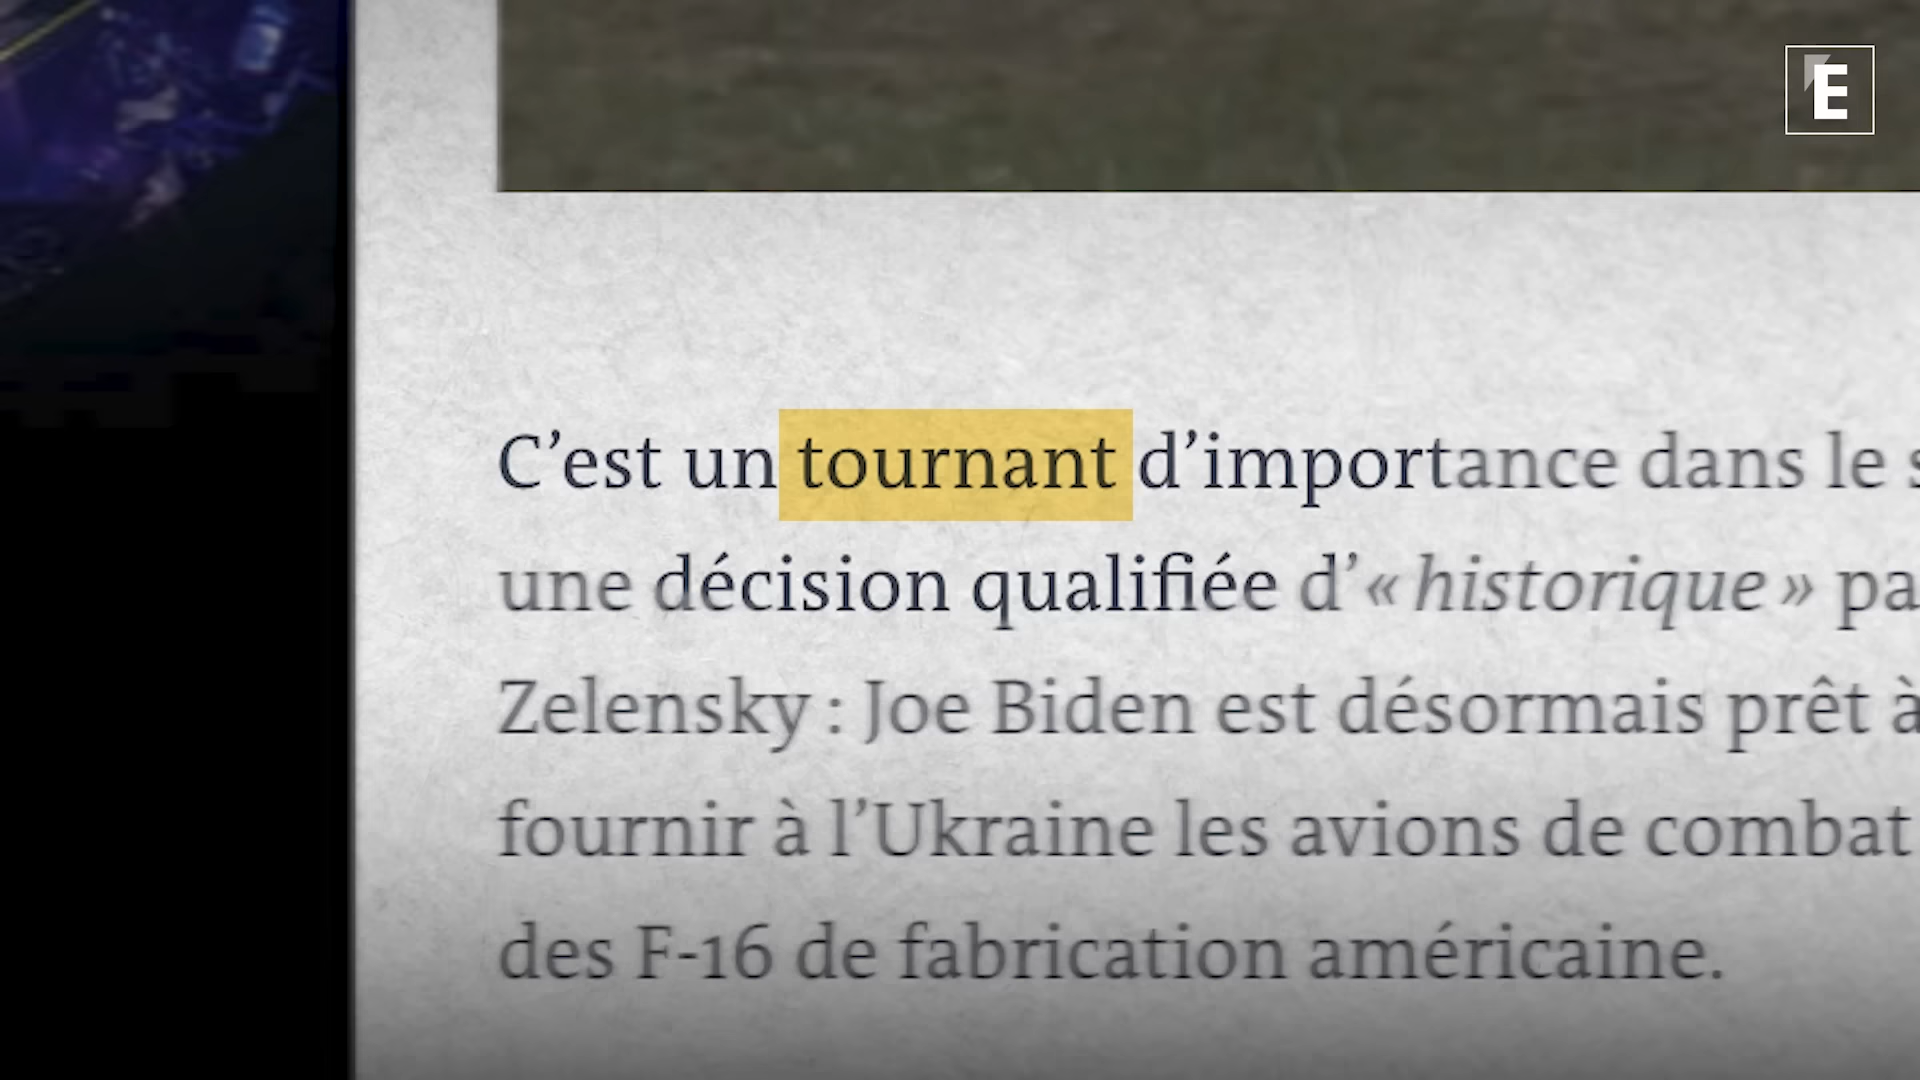 E
C’est un tournant d’importance dans le
une décision qualifiée d’« historique »
Zelensky : Joe Biden est désormais prêt à
fournir à l’Ukraine les avions de combat
des F-16 de fabrication américaine.